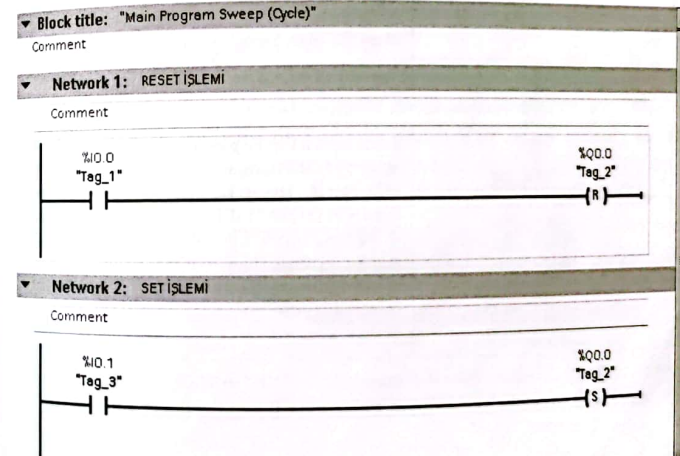 Block title: "Main Program Sweep (Cycle)"
Comment
Network 1: RESET İŞLEMİ
Comment
%I0.0 %Q0.0
"Tag_1" "Tag_2"
R
Network 2: SET İŞLEMİ
Comment
%I0.1 %Q0.0
"Tag_3" "Tag_2"
S